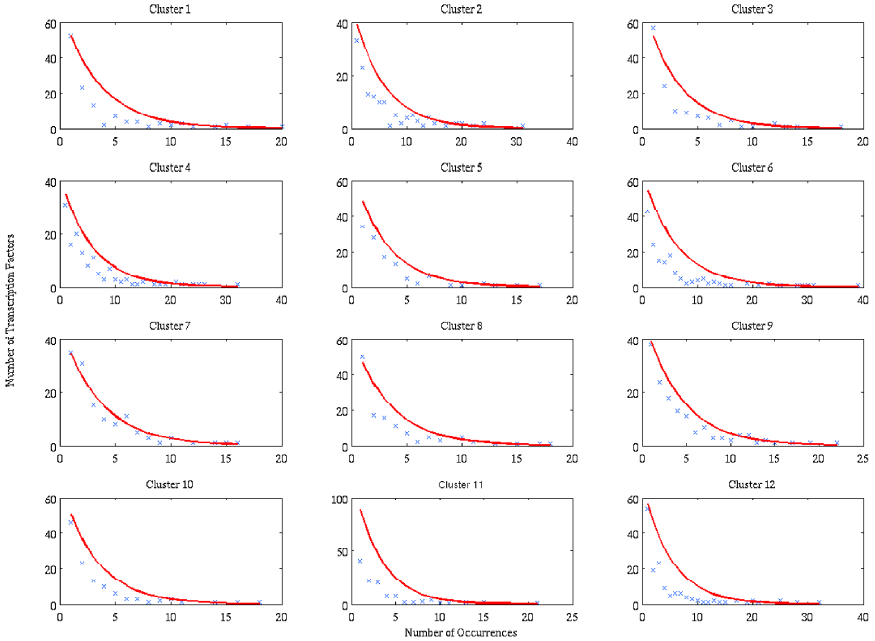 Cluster 1
60
40
20
0
0 5 10 15 20
Cluster 2
40
20
0
0 10 20 30 40
Cluster 3
60
40
20
0
0 5 10 15 20
Cluster 4
40
20
0
0 10 20 30 40
Cluster 5
60
40
20
0
0 5 10 15 20
Cluster 6
60
40
20
0
0 10 20 30 40
Cluster 7
40
20
0
0 5 10 15 20
Cluster 8
60
40
20
0
0 5 10 15 20
Cluster 9
40
20
0
0 5 10 15 20 25
Cluster 10
60
40
20
0
0 5 10 15 20
Cluster 11
100
50
0
0 5 10 15 20 25
Cluster 12
60
40
20
0
0 10 20 30 40
Number of Transcription Factors
Number of Occurrences